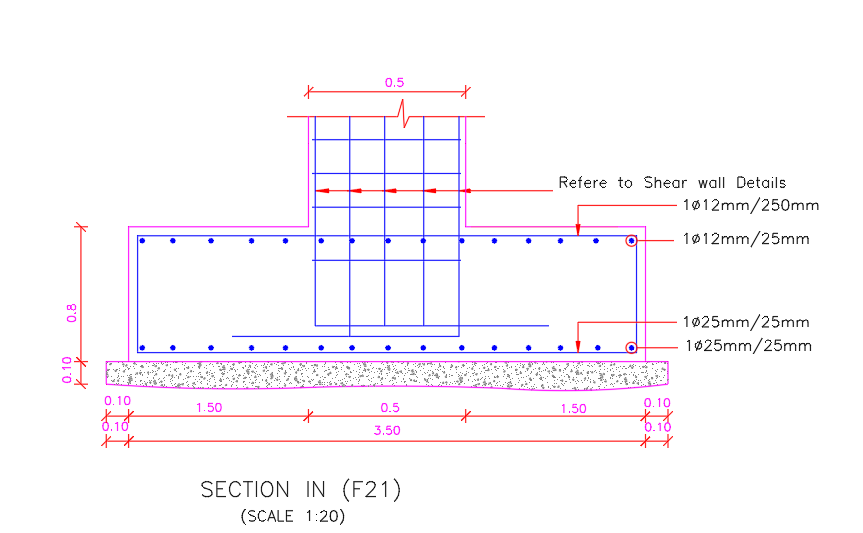 0.5
Refere to Shear wall Details
1ø12mm/250mm
1ø12mm/25mm
0.8
1ø25mm/25mm
1ø25mm/25mm
0.10
0.10 1.50 0.5 1.50 0.10
0.10 3.50 0.10
SECTION IN (F21)
(SCALE 1:20)